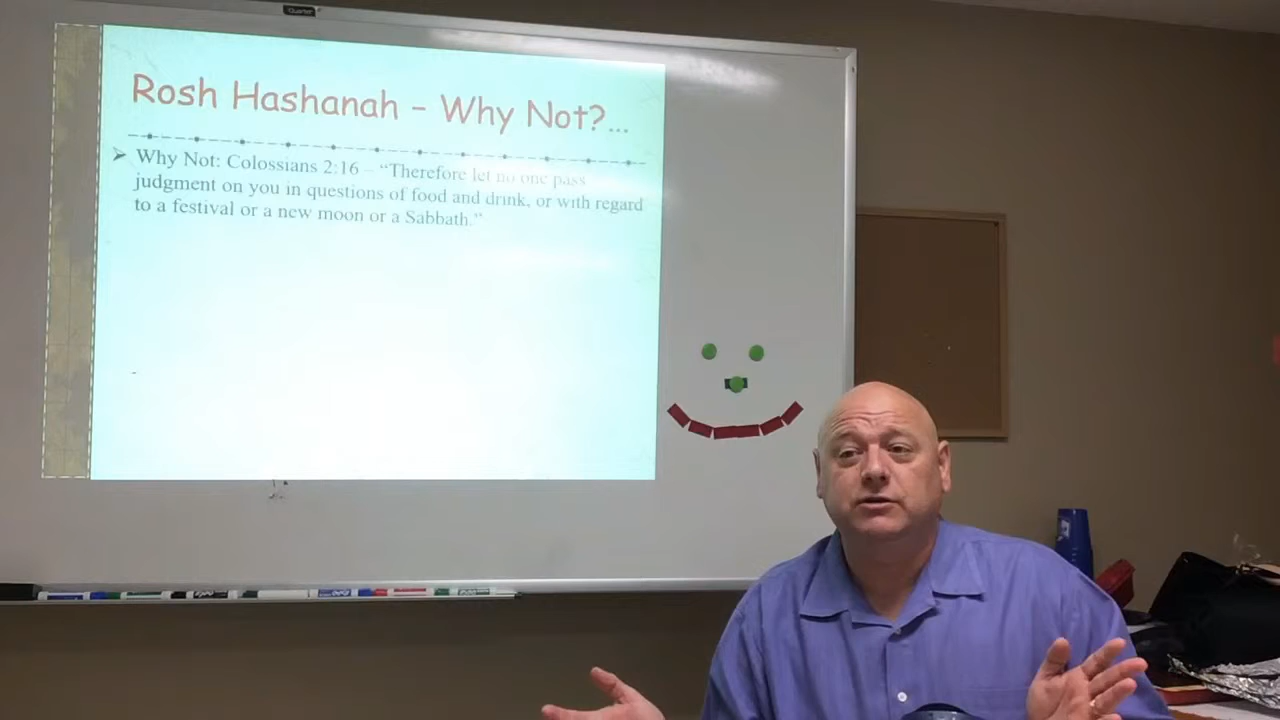 Quartet
Rosh Hashanah – Why Not?...
➢ Why Not: Colossians 2:16 – “Therefore let no one pass
judgment on you in questions of food and drink, or with regard
to a festival or a new moon or a Sabbath.”